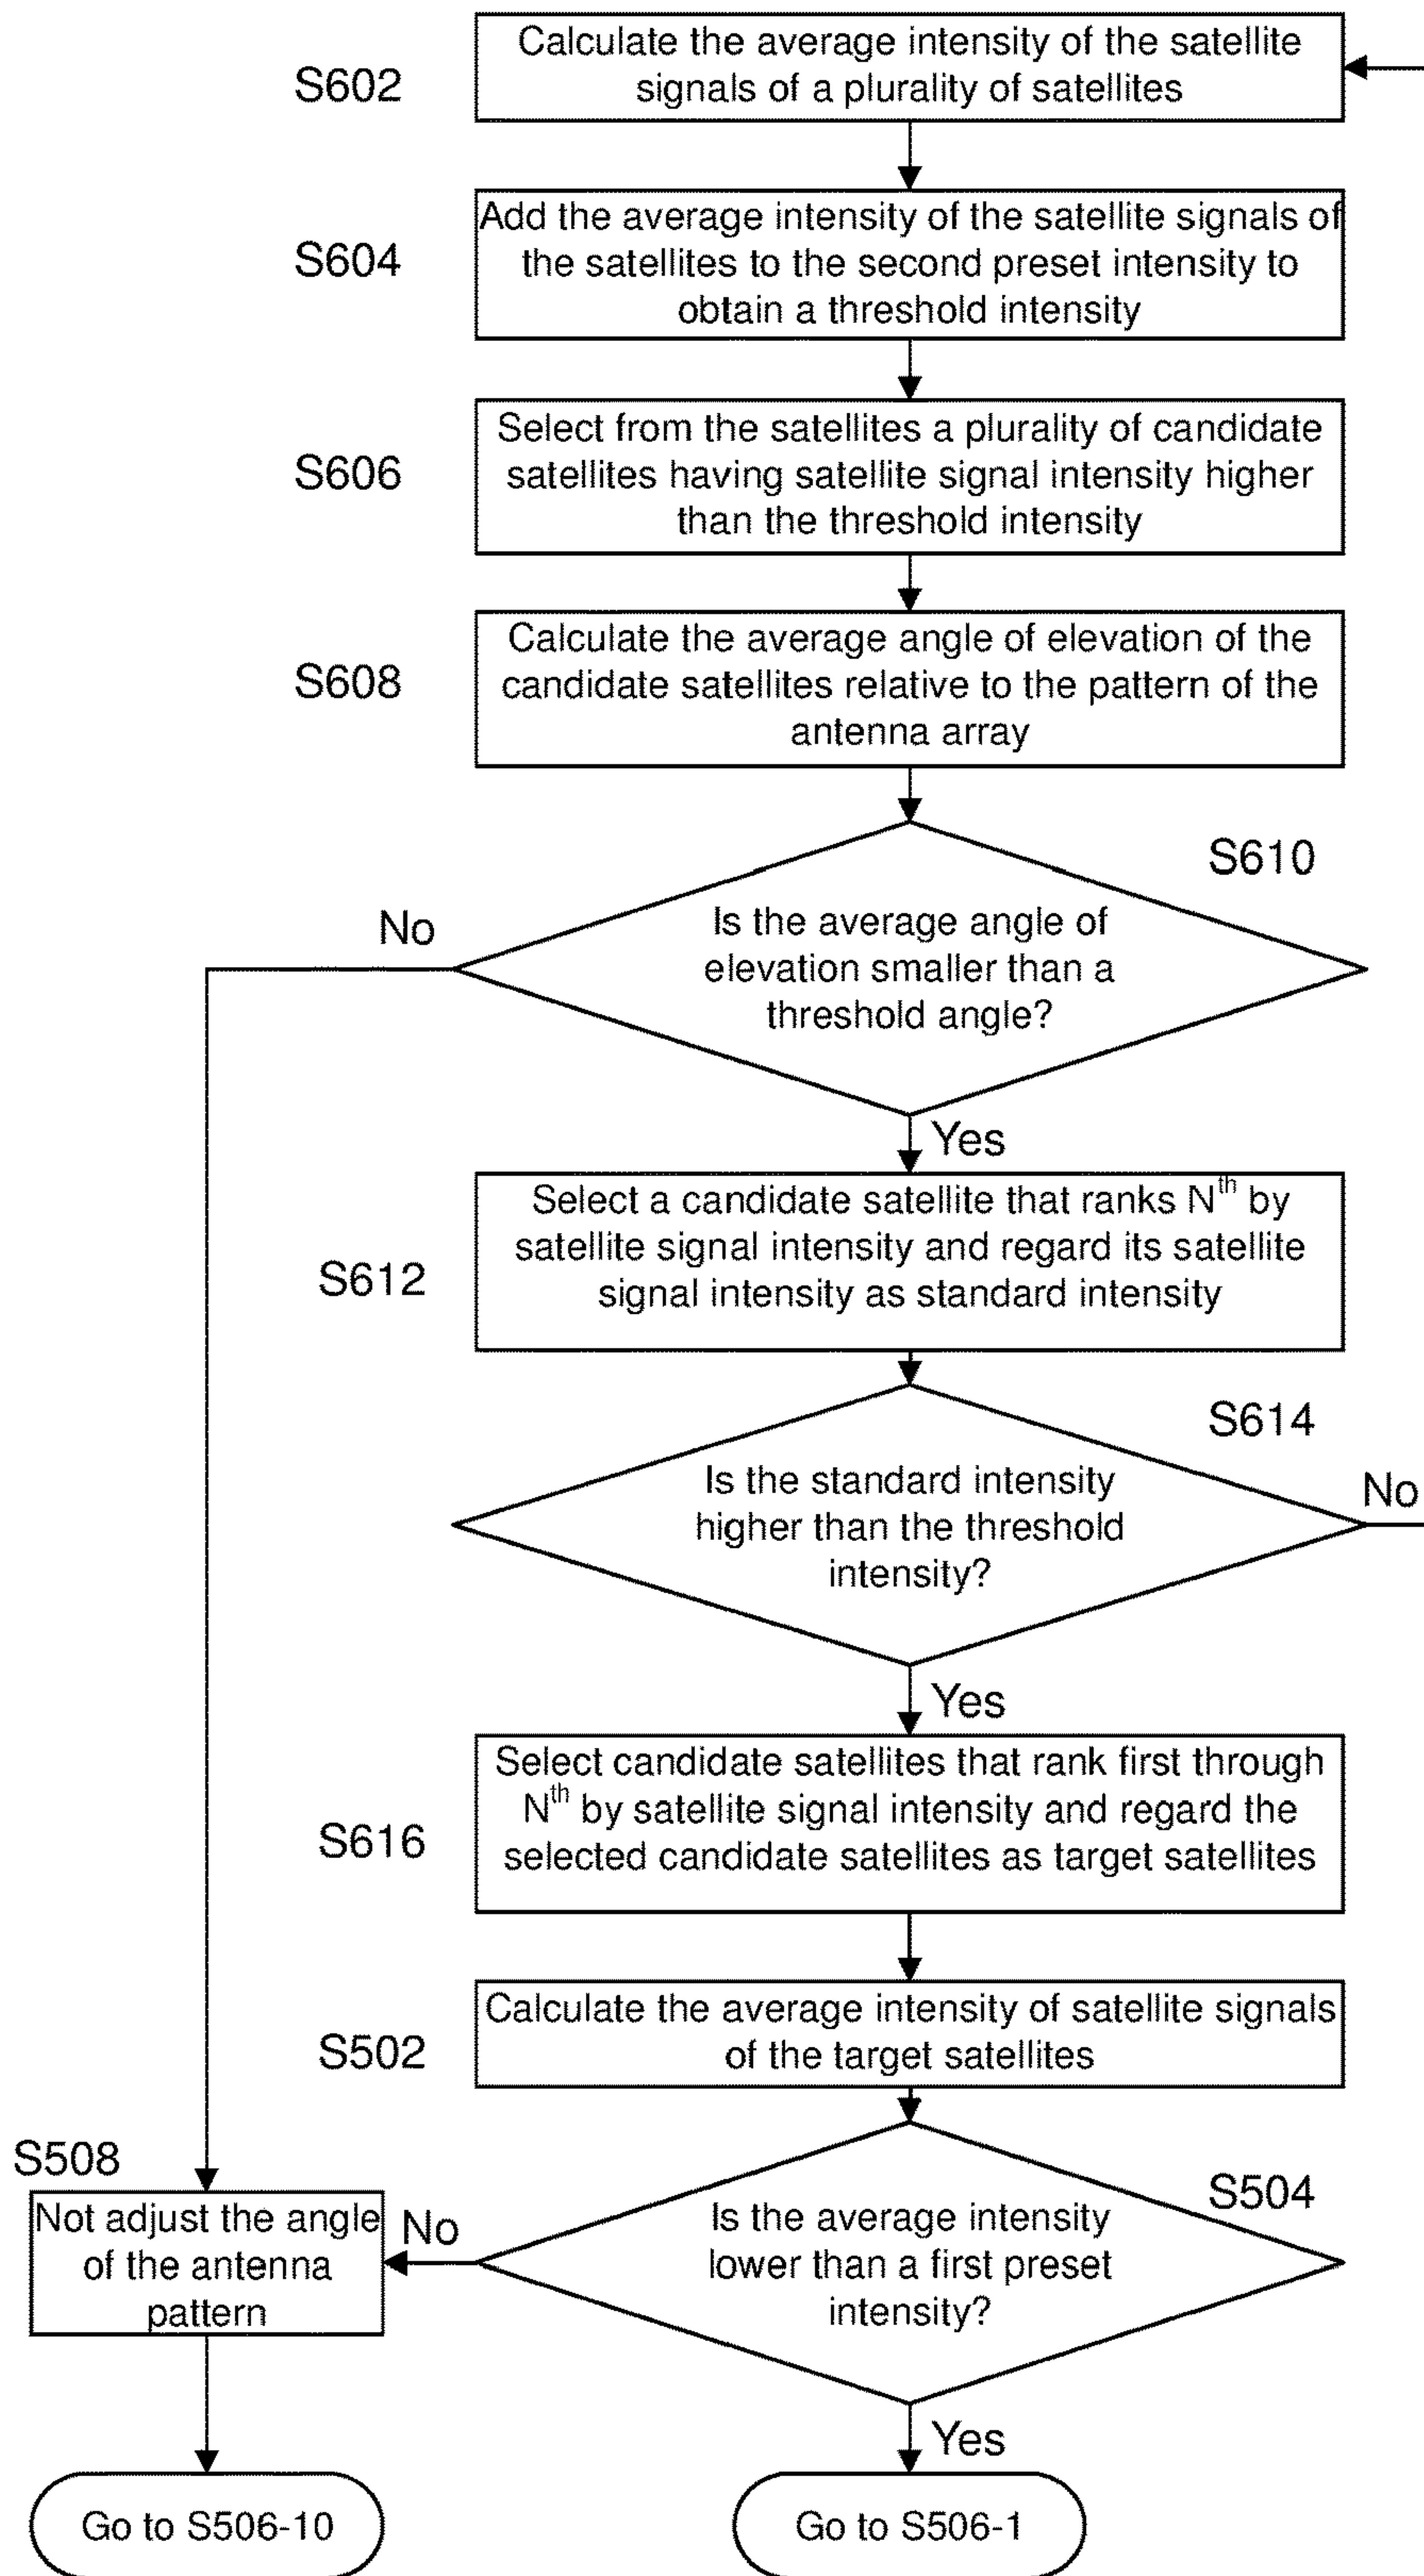 S602
Calculate the average intensity of the satellite
signals of a plurality of satellites
S604
Add the average intensity of the satellite signals of
the satellites to the second preset intensity to
obtain a threshold intensity
S606
Select from the satellites a plurality of candidate
satellites having satellite signal intensity higher
than the threshold intensity
S608
Calculate the average angle of elevation of the
candidate satellites relative to the pattern of the
antenna array
S610
Is the average angle of
elevation smaller than a
threshold angle?
No
Yes
S612
Select a candidate satellite that ranks Nth by
satellite signal intensity and regard its satellite
signal intensity as standard intensity
S614
Is the standard intensity
higher than the threshold
intensity?
No
Yes
S616
Select candidate satellites that rank first through
Nth by satellite signal intensity and regard the
selected candidate satellites as target satellites
S502
Calculate the average intensity of satellite signals
of the target satellites
S504
Is the average intensity
lower than a first preset
intensity?
No
Yes
S508
Not adjust the angle
of the antenna
pattern
Go to S506-10
Go to S506-1